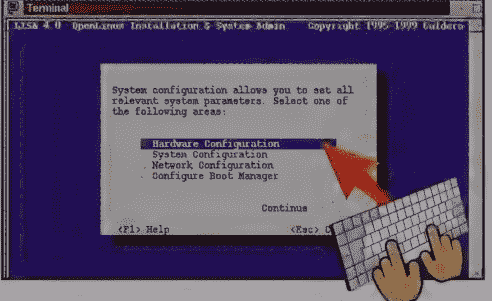 Terminal
LISA 4.0 OpenLinux Installation & System Admin Copyright 1995-1999 Caldera
System configuration allows you to set all
relevant system parameters. Select one of
the following areas:
Hardware Configuration
System Configuration
Network Configuration
Configure Boot Manager
Continue
<F1> Help <Esc>